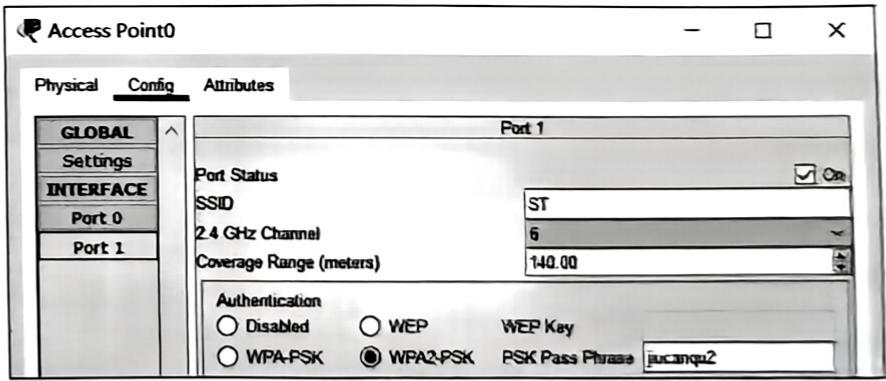 Access Point0
Physical Config Attributes
GLOBAL
Settings
INTERFACE
Port 0
Port 1
Port 1
Port Status On
SSID ST
2.4 GHz Channel 6
Coverage Range (meters) 140.00
Authentication
Disabled WEP WEP Key
WPA-PSK WPA2-PSK PSK Pass Phrase jiucanqu2